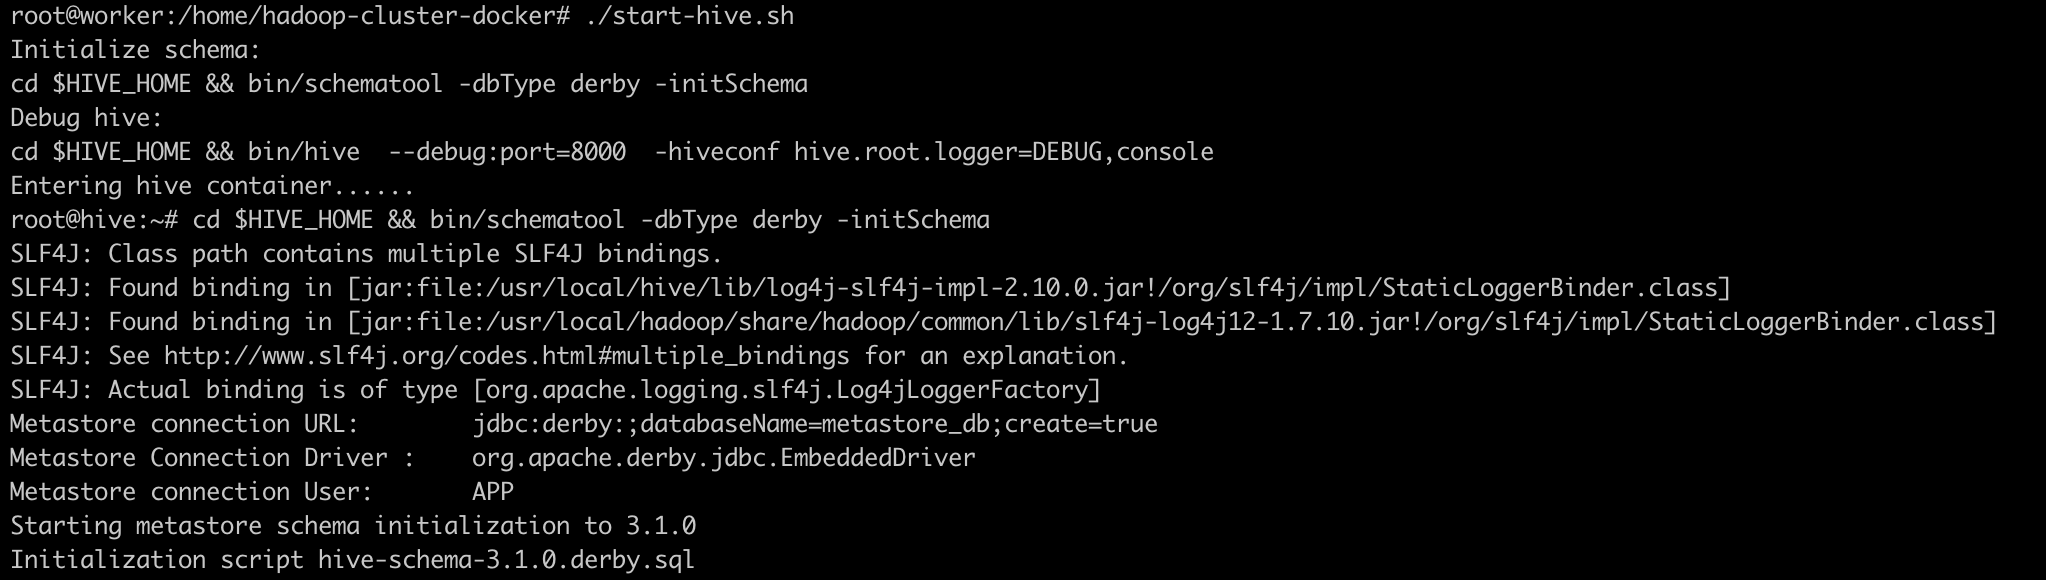 root@worker:/home/hadoop-cluster-docker# ./start-hive.sh
Initialize schema:
cd $HIVE_HOME && bin/schematool -dbType derby -initSchema
Debug hive:
cd $HIVE_HOME && bin/hive  --debug:port=8000  -hiveconf hive.root.logger=DEBUG,console
Entering hive container......
root@hive:~# cd $HIVE_HOME && bin/schematool -dbType derby -initSchema
SLF4J: Class path contains multiple SLF4J bindings.
SLF4J: Found binding in [jar:file:/usr/local/hive/lib/log4j-slf4j-impl-2.10.0.jar!/org/slf4j/impl/StaticLoggerBinder.class]
SLF4J: Found binding in [jar:file:/usr/local/hadoop/share/hadoop/common/lib/slf4j-log4j12-1.7.10.jar!/org/slf4j/impl/StaticLoggerBinder.class]
SLF4J: See http://www.slf4j.org/codes.html#multiple_bindings for an explanation.
SLF4J: Actual binding is of type [org.apache.logging.slf4j.Log4jLoggerFactory]
Metastore connection URL:        jdbc:derby:;databaseName=metastore_db;create=true
Metastore Connection Driver :    org.apache.derby.jdbc.EmbeddedDriver
Metastore connection User:       APP
Starting metastore schema initialization to 3.1.0
Initialization script hive-schema-3.1.0.derby.sql